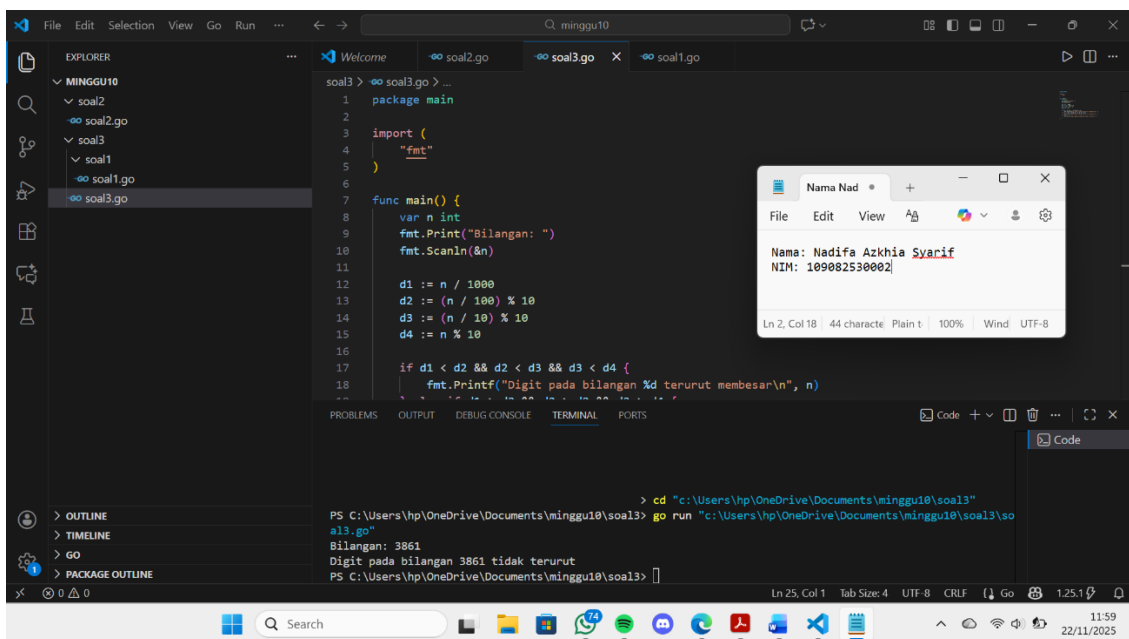 File Edit Selection View Go Run ...
minggu10
EXPLORER
MINGGU10
soal2
soal2.go
soal3
soal1
soal1.go
soal3.go
OUTLINE
TIMELINE
GO
PACKAGE OUTLINE
Welcome soal2.go soal3.go soal1.go
soal3 > soal3.go > ...
1 package main
2
3 import (
4 "fmt"
5 )
6
7 func main() {
8 var n int
9 fmt.Print("Bilangan: ")
10 fmt.Scanln(&n)
11
12 d1 := n / 1000
13 d2 := (n / 100) % 10
14 d3 := (n / 10) % 10
15 d4 := n % 10
16
17 if d1 < d2 && d2 < d3 && d3 < d4 {
18 fmt.Printf("Digit pada bilangan %d terurut membesar\n", n)
Nama Nad
File Edit View
Nama: Nadifa Azkhia Syarif
NIM: 109082530002
Ln 2, Col 18 44 characte Plain t 100% Wind UTF-8
PROBLEMS OUTPUT DEBUG CONSOLE TERMINAL PORTS
Code
Code
> cd "c:\Users\hp\OneDrive\Documents\minggu10\soal3"
PS C:\Users\hp\OneDrive\Documents\minggu10\soal3> go run "c:\Users\hp\OneDrive\Documents\minggu10\soal3\so
al3.go"
Bilangan: 3861
Digit pada bilangan 3861 tidak terurut
PS C:\Users\hp\OneDrive\Documents\minggu10\soal3>
0 0 Ln 25, Col 1 Tab Size: 4 UTF-8 CRLF Go 1.25.1
Search
74
11:59
22/11/2025